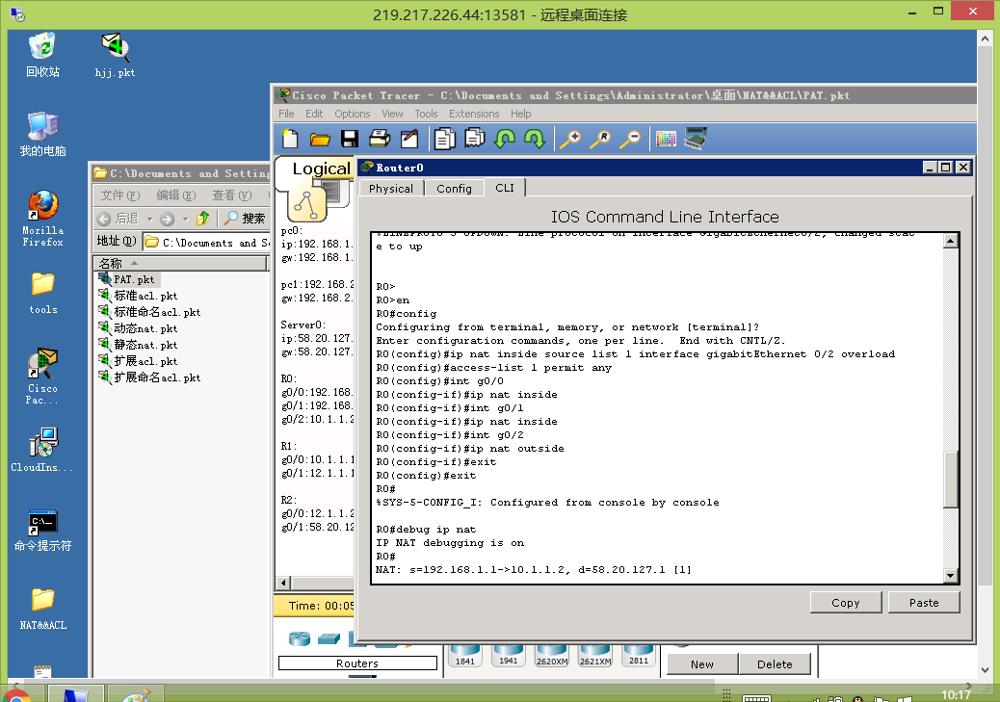 219.217.226.44:13581 - 远程桌面连接
回收站
hjj.pkt
我的电脑
Mozilla
Firefox
tools
Cisco
Pac...
CloudIns...
命令提示符
NAT&&ACL
C:\Documents and Setting
文件(F) 编辑(E) 查看(V)
后退 搜索
地址(D) C:\Documents and Se
名称
PAT.pkt
标准acl.pkt
标准命名acl.pkt
动态nat.pkt
静态nat.pkt
扩展acl.pkt
扩展命名acl.pkt
Cisco Packet Tracer - C:\Documents and Settings\Administrator\桌面\NAT&&ACL\PAT.pkt
File Edit Options View Tools Extensions Help
Logical
pc0:
ip:192.168.1.
gw:192.168.1.
pc1:192.168.2
gw:192.168.2.
Server0:
ip:58.20.127.
gw:58.20.127.
R0:
g0/0:192.168.
g0/1:192.168.
g0/2:10.1.1.2
R1:
g0/0:10.1.1.1
g0/1:12.1.1.1
R2:
g0/0:12.1.1.2
g0/1:58.20.12
Time: 00:05
Routers
Router0
Physical Config CLI
IOS Command Line Interface
%LINEPROTO-5-UPDOWN: Line protocol on Interface GigabitEthernet0/2, changed stat
e to up
R0>
R0>en
R0#config
Configuring from terminal, memory, or network [terminal]?
Enter configuration commands, one per line.  End with CNTL/Z.
R0(config)#ip nat inside source list 1 interface gigabitEthernet 0/2 overload
R0(config)#access-list 1 permit any
R0(config)#int g0/0
R0(config-if)#ip nat inside
R0(config-if)#int g0/1
R0(config-if)#ip nat inside
R0(config-if)#int g0/2
R0(config-if)#ip nat outside
R0(config-if)#exit
R0(config)#exit
R0#
%SYS-5-CONFIG_I: Configured from console by console
R0#debug ip nat
IP NAT debugging is on
R0#
NAT: s=192.168.1.1->10.1.1.2, d=58.20.127.1 [1]
Copy Paste
1841 1941 2620XM 2621XM 2811
New Delete
10:17